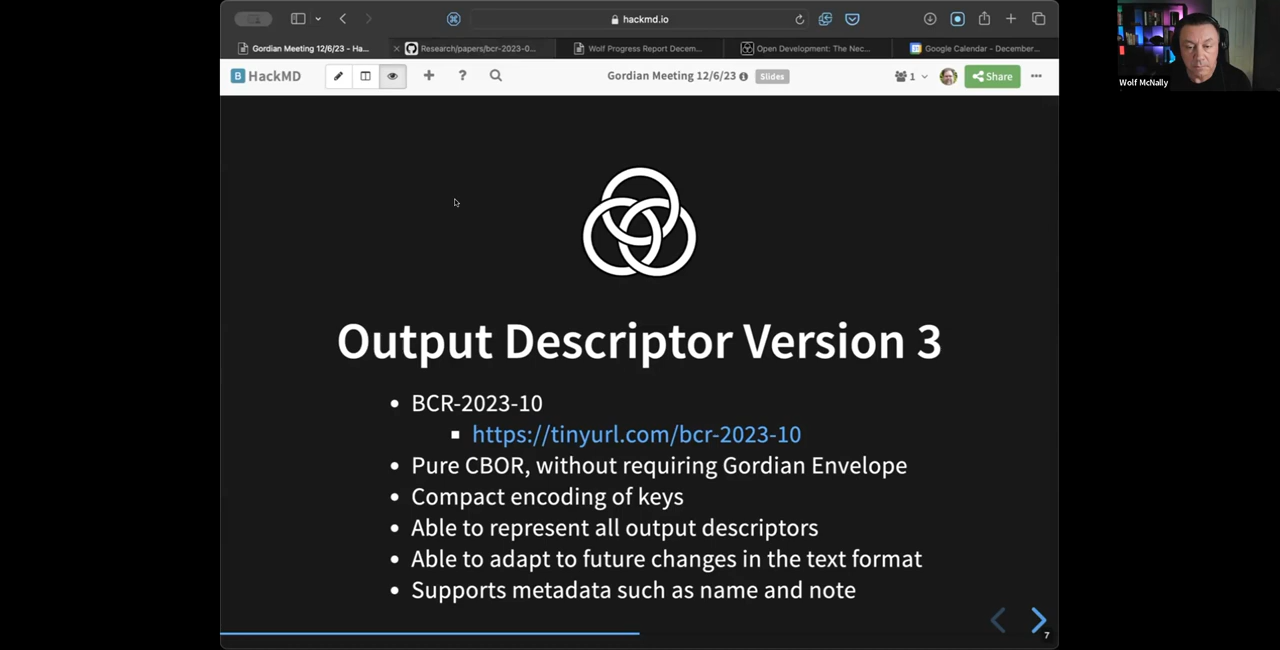 hackmd.io
Gordian Meeting 12/6/23 - Ha...
Research/papers/bcr-2023-0...
Wolf Progress Report Decem...
Open Development: The Nec...
Google Calendar - December...
B HackMD
?
Gordian Meeting 12/6/23
Slides
1
Share
Wolf McNally
Output Descriptor Version 3
BCR-2023-10
https://tinyurl.com/bcr-2023-10
Pure CBOR, without requiring Gordian Envelope
Compact encoding of keys
Able to represent all output descriptors
Able to adapt to future changes in the text format
Supports metadata such as name and note
7